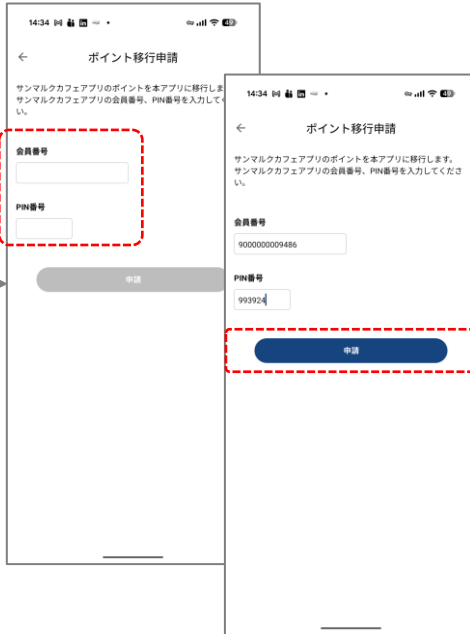 14:34
ポイント移行申請
サンマルクカフェアプリのポイントを本アプリに移行しま
サンマルクカフェアプリの会員番号、PIN番号を入力して
い。
会員番号
PIN番号
申請
14:34
ポイント移行申請
サンマルクカフェアプリのポイントを本アプリに移行します。
サンマルクカフェアプリの会員番号、PIN番号を入力してくださ
い。
会員番号
9000000009486
PIN番号
993924
申請